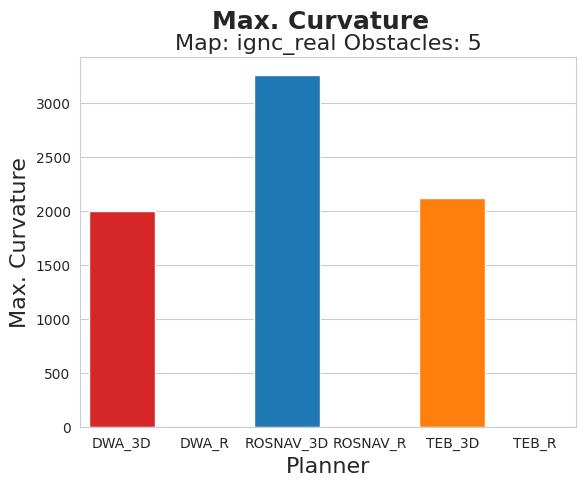 Max. Curvature
Map: ignc_real Obstacles: 5
Max. Curvature
3000
2500
2000
1500
1000
500
0
DWA_3D DWA_R ROSNAV_3D ROSNAV_R TEB_3D TEB_R
Planner